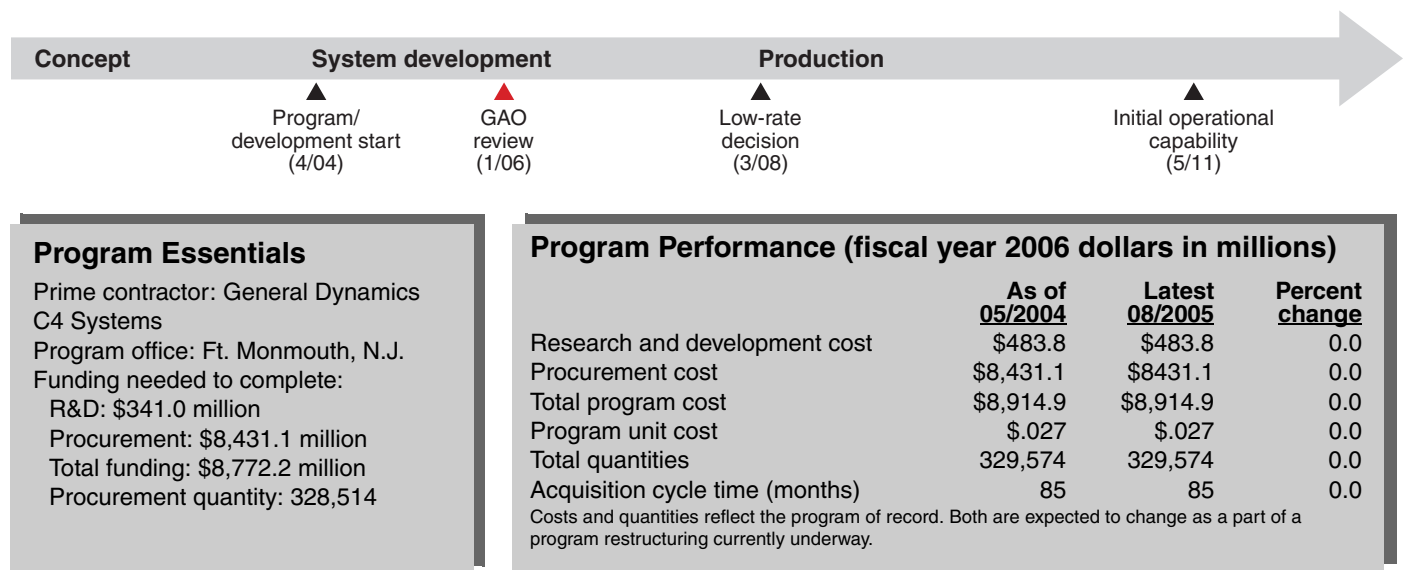 Concept System development Production
Program/ development start (4/04)
GAO review (1/06)
Low-rate decision (3/08)
Initial operational capability (5/11)
Program Essentials
Prime contractor: General Dynamics
C4 Systems
Program office: Ft. Monmouth, N.J.
Funding needed to complete:
R&D: $341.0 million
Procurement: $8,431.1 million
Total funding: $8,772.2 million
Procurement quantity: 328,514
Program Performance (fiscal year 2006 dollars in millions)
As of 05/2004 Latest 08/2005 Percent change
Research and development cost $483.8 $483.8 0.0
Procurement cost $8,431.1 $8431.1 0.0
Total program cost $8,914.9 $8,914.9 0.0
Program unit cost $.027 $.027 0.0
Total quantities 329,574 329,574 0.0
Acquisition cycle time (months) 85 85 0.0
Costs and quantities reflect the program of record. Both are expected to change as a part of a
program restructuring currently underway.